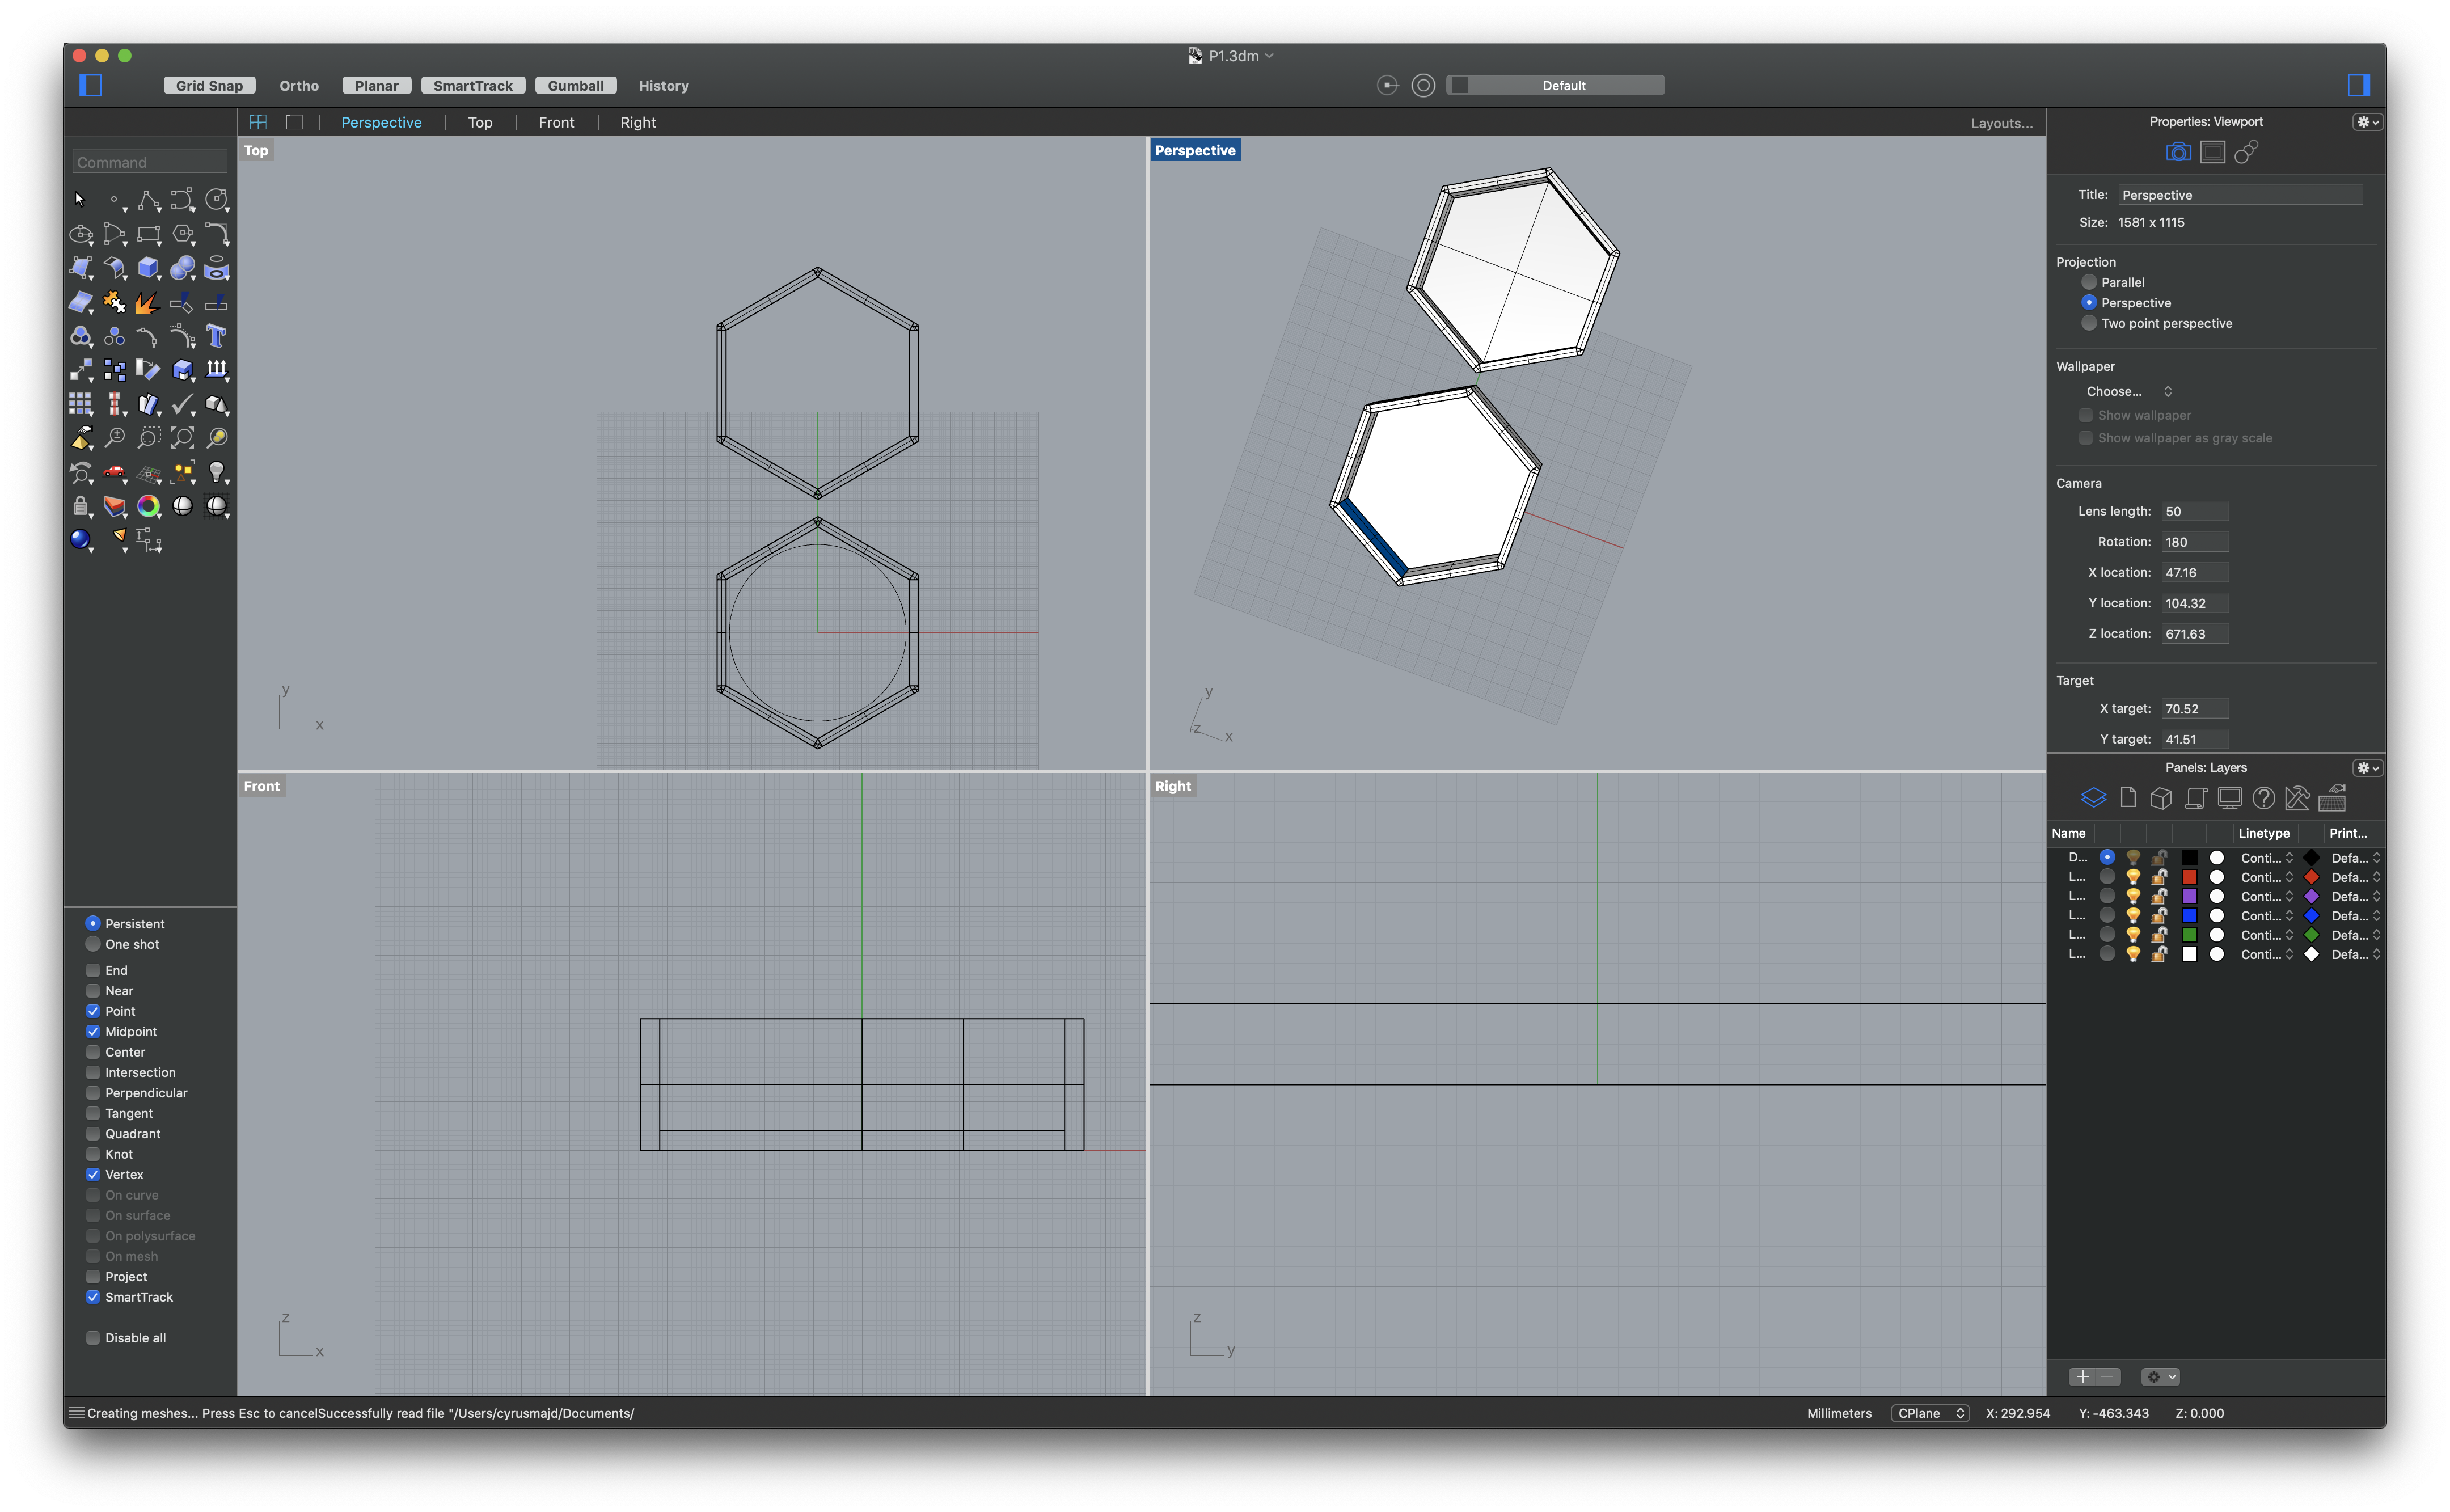 P1.3dm
Grid Snap Ortho Planar SmartTrack Gumball History Default
Perspective Top Front Right Layouts...
Command
Top
Perspective
y
x
y
z
x
Front
Right
z
x
z
y
Persistent
One shot
End
Near
Point
Midpoint
Center
Intersection
Perpendicular
Tangent
Quadrant
Knot
Vertex
On curve
On surface
On polysurface
On mesh
Project
SmartTrack
Disable all
Properties: Viewport
Title: Perspective
Size: 1581 x 1115
Projection
Parallel
Perspective
Two point perspective
Wallpaper
Choose...
Show wallpaper
Show wallpaper as gray scale
Camera
Lens length: 50
Rotation: 180
X location: 47.16
Y location: 104.32
Z location: 671.63
Target
X target: 70.52
Y target: 41.51
Panels: Layers
Name Linetype Print...
D... Conti... Defa...
L... Conti... Defa...
L... Conti... Defa...
L... Conti... Defa...
L... Conti... Defa...
L... Conti... Defa...
Creating meshes... Press Esc to cancelSuccessfully read file "/Users/cyrusmajd/Documents/ Millimeters CPlane X: 292.954 Y: -463.343 Z: 0.000